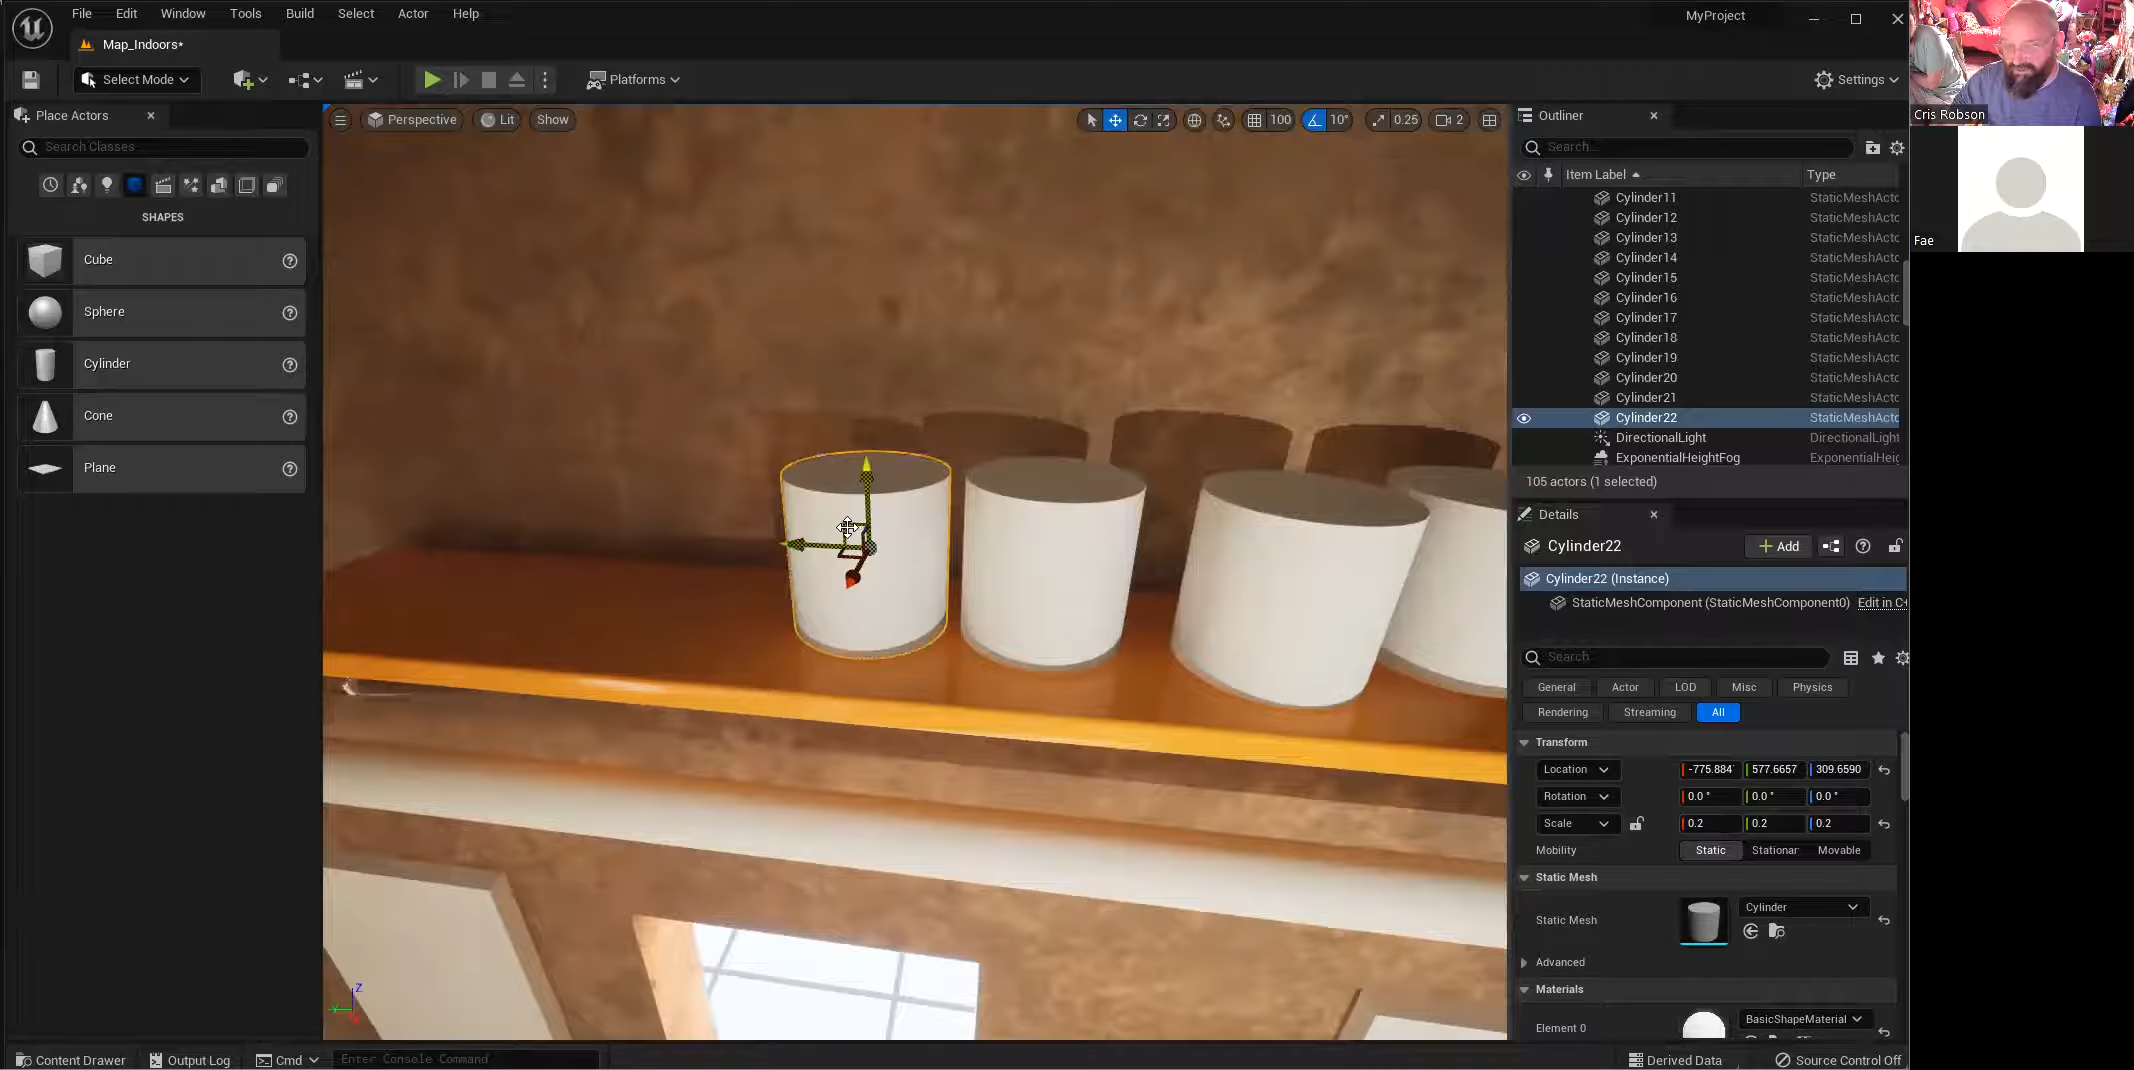 File Edit Window Tools Build Select Actor Help
MyProject
Map_Indoors*
Select Mode
Platforms
Settings
Place Actors
Search Classes
SHAPES
Cube
Sphere
Cylinder
Cone
Plane
Perspective
Lit
Show
100
10°
0.25
2
Outliner
Search...
Item Label
Type
Cylinder11 StaticMeshActo
Cylinder12 StaticMeshActo
Cylinder13 StaticMeshActo
Cylinder14 StaticMeshActo
Cylinder15 StaticMeshActo
Cylinder16 StaticMeshActo
Cylinder17 StaticMeshActo
Cylinder18 StaticMeshActo
Cylinder19 StaticMeshActo
Cylinder20 StaticMeshActo
Cylinder21 StaticMeshActo
Cylinder22 StaticMeshActo
DirectionalLight DirectionalLight
ExponentialHeightFog ExponentialHeig
105 actors (1 selected)
Details
Cylinder22
Add
Cylinder22 (Instance)
StaticMeshComponent (StaticMeshComponent0) Edit in C+
Search
General Actor LOD Misc Physics
Rendering Streaming All
Transform
Location -775.884 577.6657 309.6590
Rotation 0.0 ° 0.0 ° 0.0 °
Scale 0.2 0.2 0.2
Mobility Static Stationar Movable
Static Mesh
Static Mesh Cylinder
Advanced
Materials
Element 0 BasicShapeMaterial
Content Drawer
Output Log
Cmd
Enter Console Command
Derived Data
Source Control Off
Z
Cris Robson
Fae